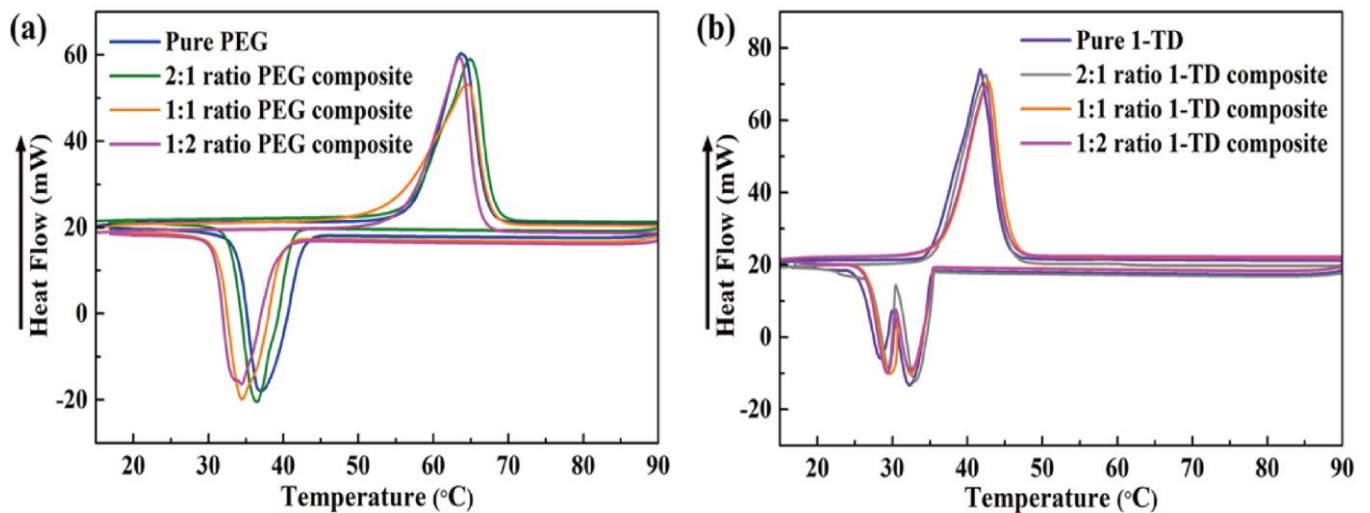 (a)
Pure PEG
2:1 ratio PEG composite
1:1 ratio PEG composite
1:2 ratio PEG composite
Heat Flow (mW)
60
40
20
0
-20
20 30 40 50 60 70 80 90
Temperature (°C)
(b)
Pure 1-TD
2:1 ratio 1-TD composite
1:1 ratio 1-TD composite
1:2 ratio 1-TD composite
Heat Flow (mW)
80
60
40
20
0
-20
20 30 40 50 60 70 80 90
Temperature (°C)